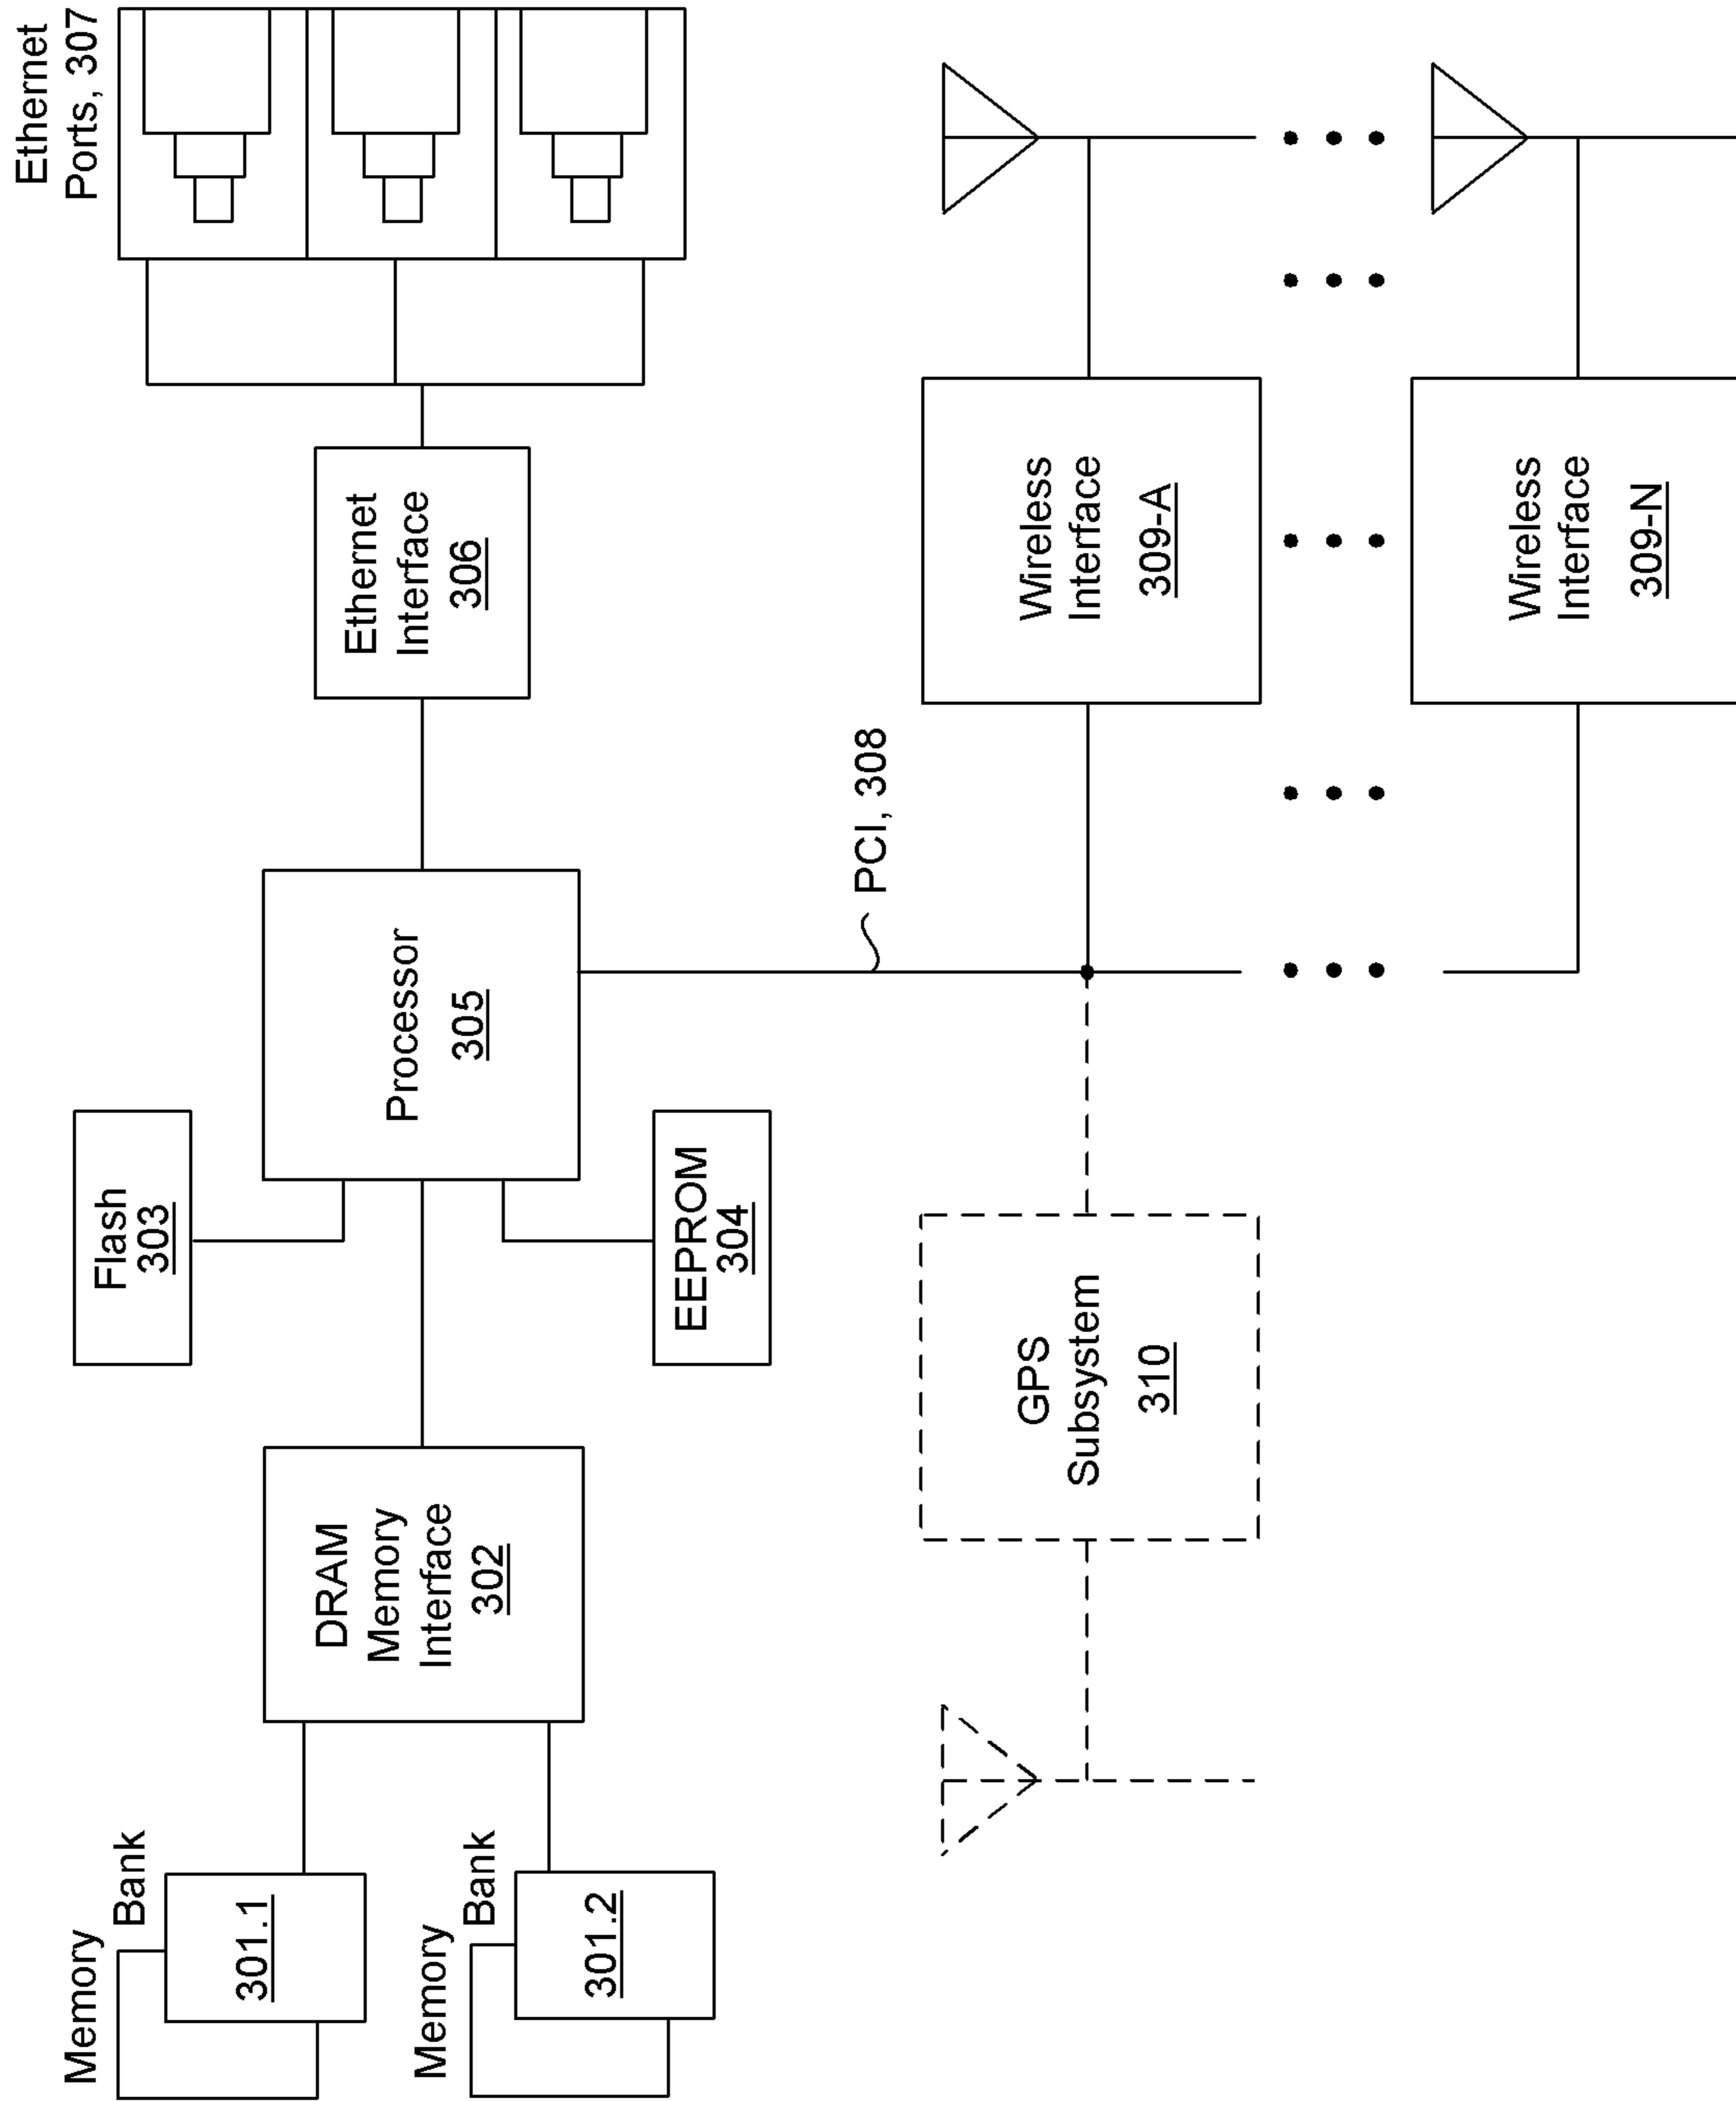 Memory
Bank
301.1
Memory
Bank
301.2
DRAM
Memory
Interface
302
Flash
303
EEPROM
304
Processor
305
Ethernet
Interface
306
Ethernet
Ports, 307
PCI, 308
GPS
Subsystem
310
Wireless
Interface
309-A
Wireless
Interface
309-N